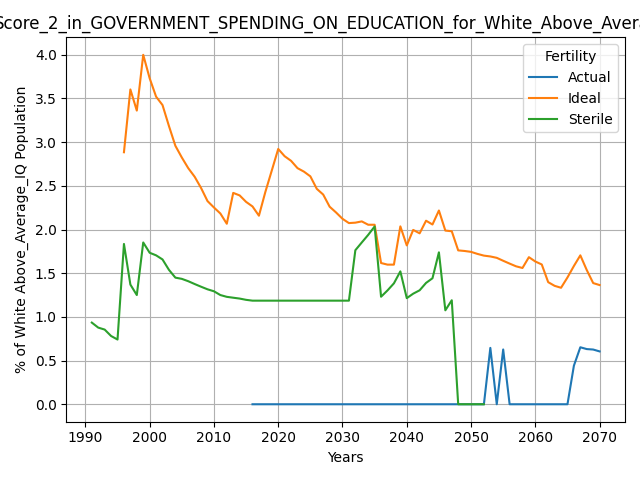 Score_2_in_GOVERNMENT_SPENDING_ON_EDUCATION_for_White_Above_Avera
Fertility
Actual
Ideal
Sterile
% of White Above_Average_IQ Population
4.0
3.5
3.0
2.5
2.0
1.5
1.0
0.5
0.0
1990 2000 2010 2020 2030 2040 2050 2060 2070
Years